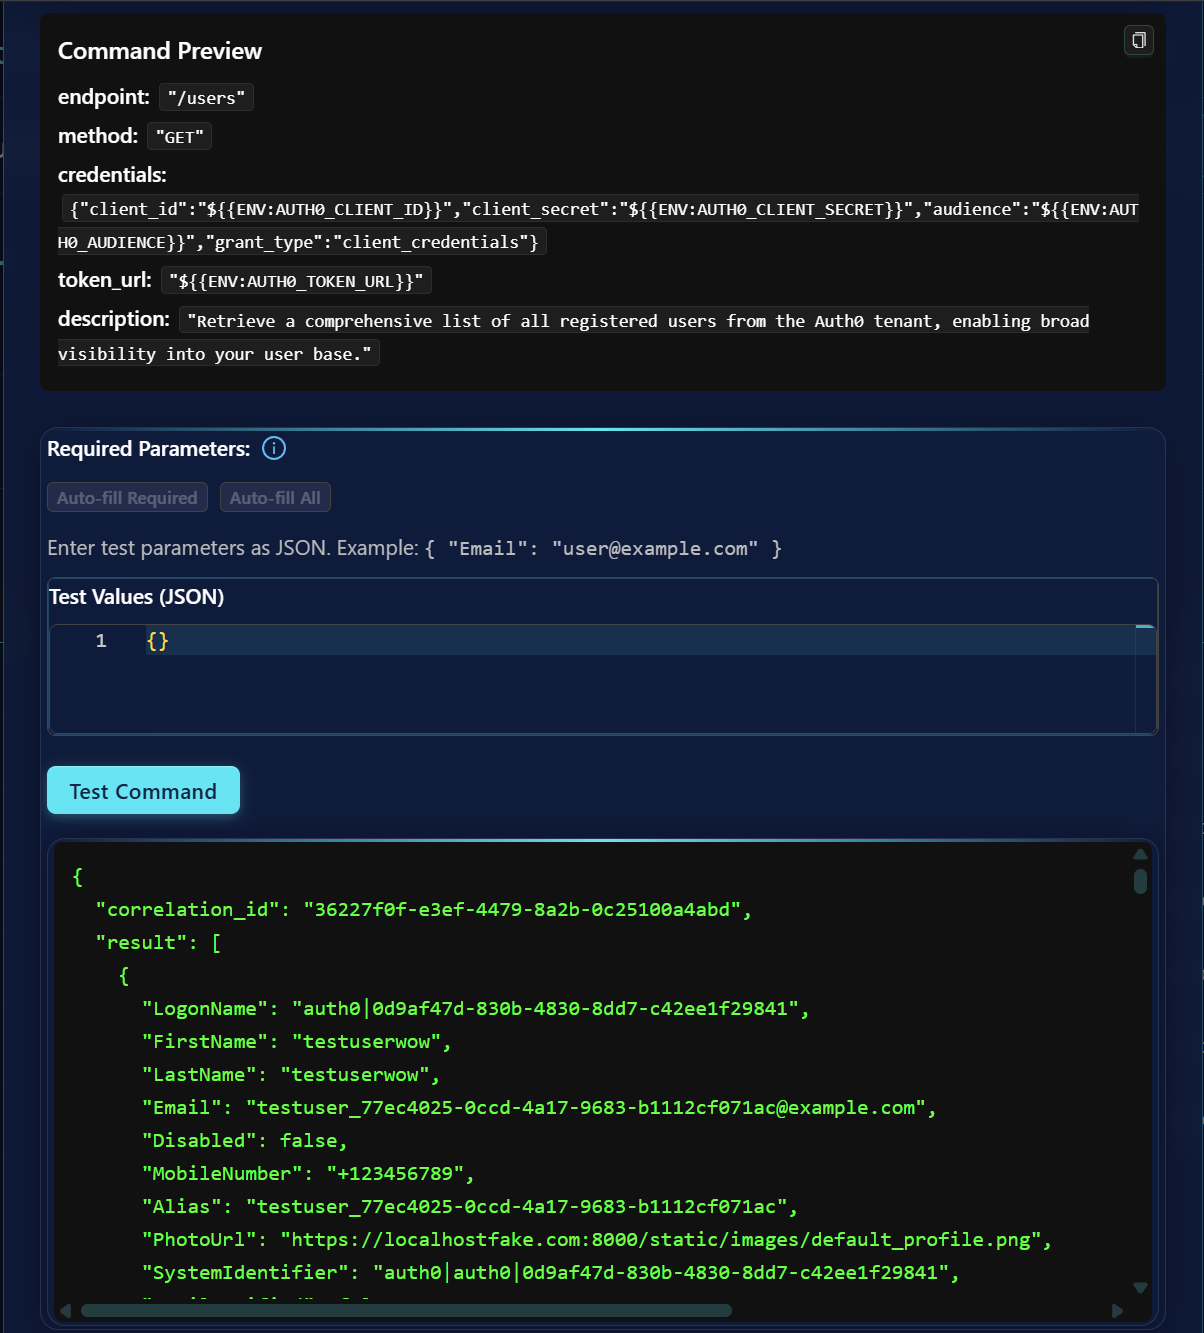 Command Preview
endpoint: "/users"
method: "GET"
credentials:
{"client_id":"${{ENV:AUTH0_CLIENT_ID}}","client_secret":"${{ENV:AUTH0_CLIENT_SECRET}}","audience":"${{ENV:AUT
H0_AUDIENCE}}","grant_type":"client_credentials"}
token_url: "${{ENV:AUTH0_TOKEN_URL}}"
description: "Retrieve a comprehensive list of all registered users from the Auth0 tenant, enabling broad
visibility into your user base."
Required Parameters:
Auto-fill Required Auto-fill All
Enter test parameters as JSON. Example: { "Email": "user@example.com" }
Test Values (JSON)
1 {}
Test Command
{
"correlation_id": "36227f0f-e3ef-4479-8a2b-0c25100a4abd",
"result": [
{
"LogonName": "auth0|0d9af47d-830b-4830-8dd7-c42ee1f29841",
"FirstName": "testuserwow",
"LastName": "testuserwow",
"Email": "testuser_77ec4025-0ccd-4a17-9683-b1112cf071ac@example.com",
"Disabled": false,
"MobileNumber": "+123456789",
"Alias": "testuser_77ec4025-0ccd-4a17-9683-b1112cf071ac",
"PhotoUrl": "https://localhostfake.com:8000/static/images/default_profile.png",
"SystemIdentifier": "auth0|auth0|0d9af47d-830b-4830-8dd7-c42ee1f29841",